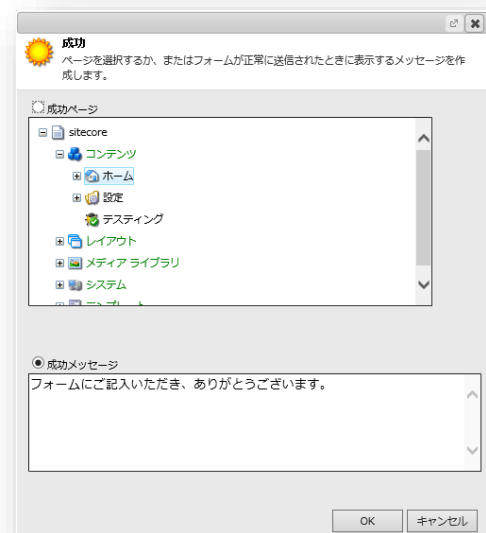 成功
ページを選択するか、またはフォームが正常に送信されたときに表示するメッセージを作
成します。
成功ページ
sitecore
コンテンツ
ホーム
設定
テスティング
レイアウト
メディア ライブラリ
システム
成功メッセージ
フォームにご記入いただき、ありがとうございます。
OK
キャンセル